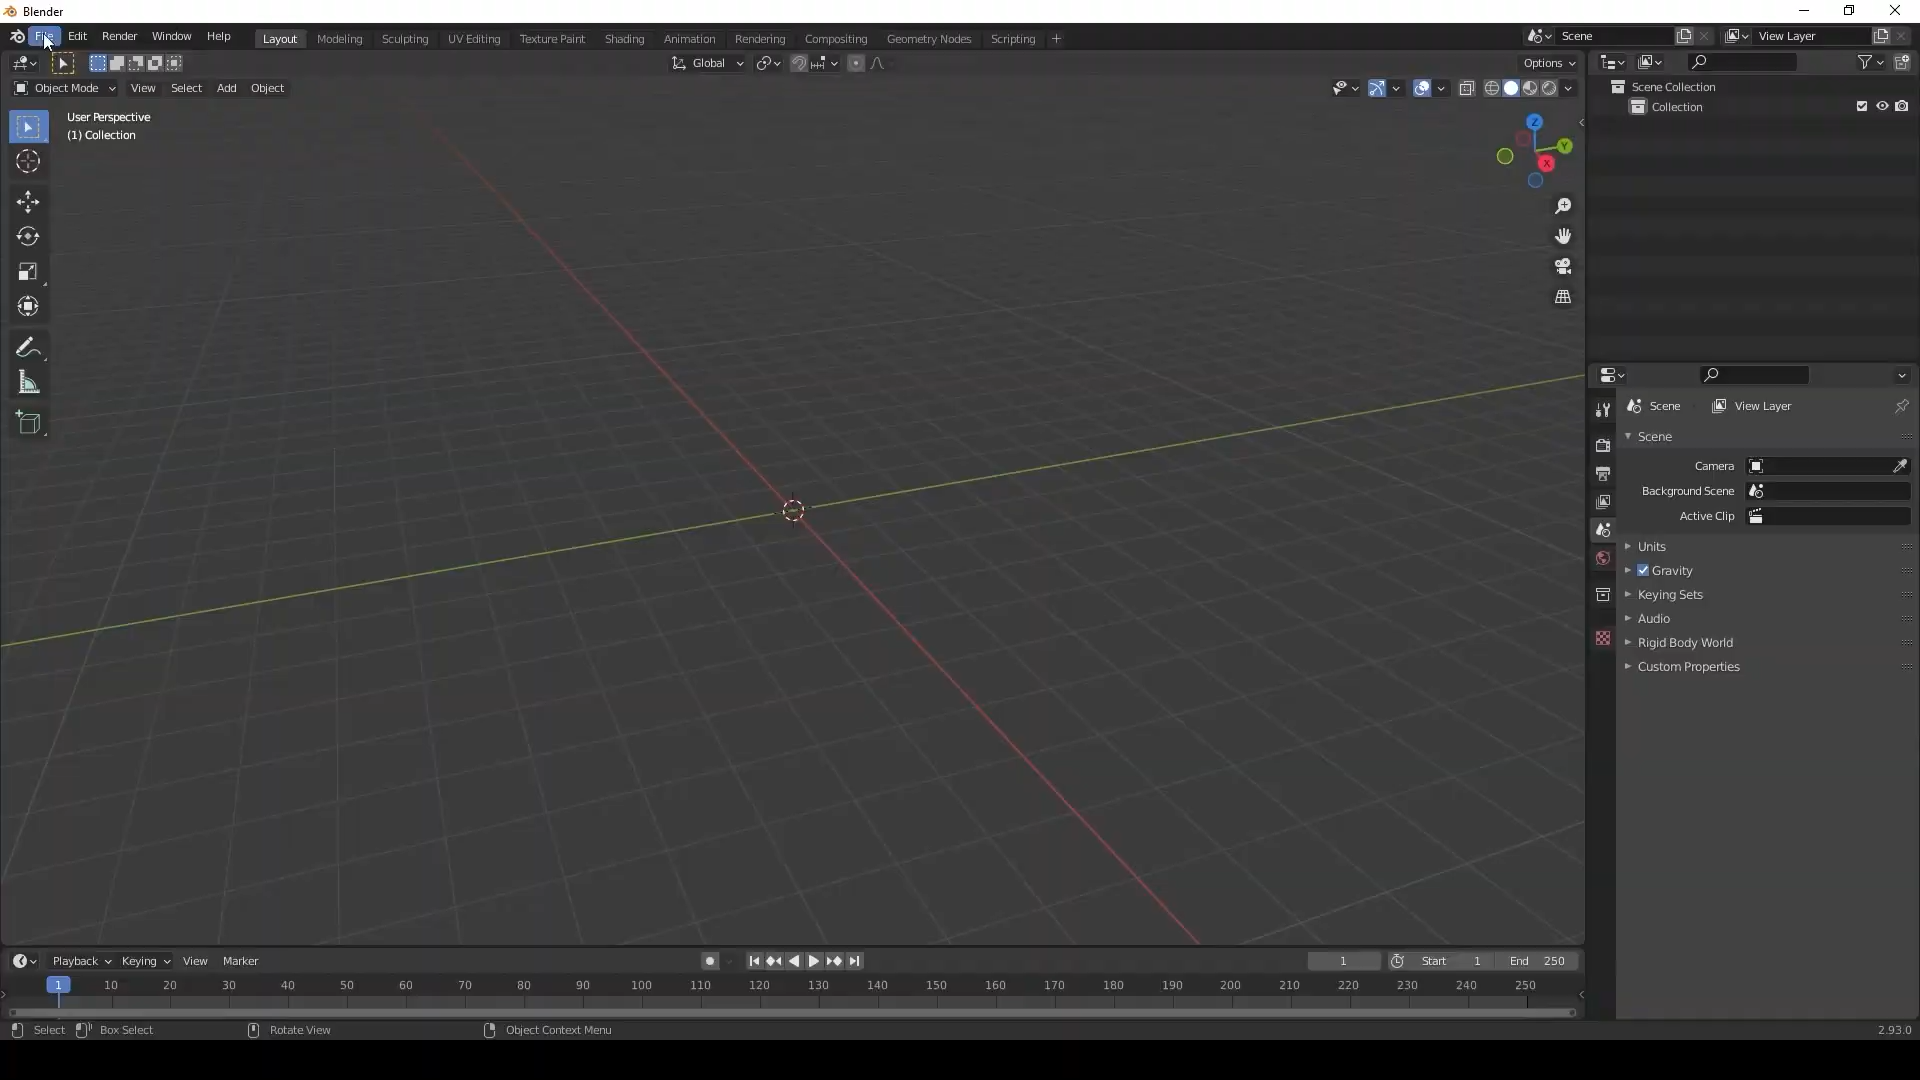 Blender
File Edit Render Window Help Layout Modeling Sculpting UV Editing Texture Paint Shading Animation Rendering Compositing Geometry Nodes Scripting + Scene View Layer
Global Options
Object Mode View Select Add Object
User Perspective
(1) Collection
Z
Y
X
Scene Collection
Collection
Scene View Layer
Scene
Camera
Background Scene
Active Clip
Units
Gravity
Keying Sets
Audio
Rigid Body World
Custom Properties
Playback Keying View Marker 1 Start 1 End 250
1 10 20 30 40 50 60 70 80 90 100 110 120 130 140 150 160 170 180 190 200 210 220 230 240 250
Select Box Select Rotate View Object Context Menu 2.93.0